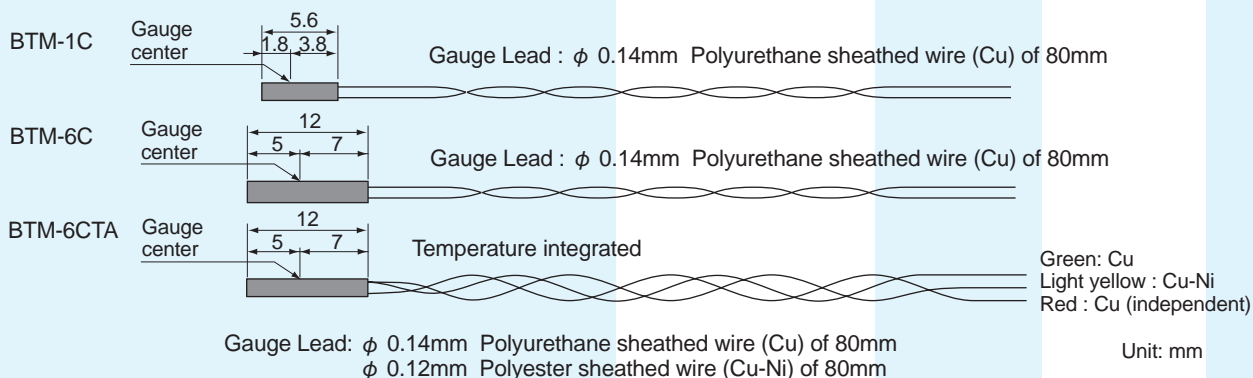 5.6
BTM-1C
Gauge
center
1.8 3.8
Gauge Lead : φ 0.14mm Polyurethane sheathed wire (Cu) of 80mm
12
BTM-6C
Gauge
center
5 7
Gauge Lead : φ 0.14mm Polyurethane sheathed wire (Cu) of 80mm
12
BTM-6CTA
Gauge
center
5 7
Temperature integrated
Green: Cu
Light yellow : Cu-Ni
Red : Cu (independent)
Gauge Lead: φ 0.14mm Polyurethane sheathed wire (Cu) of 80mm
φ 0.12mm Polyester sheathed wire (Cu-Ni) of 80mm
Unit: mm